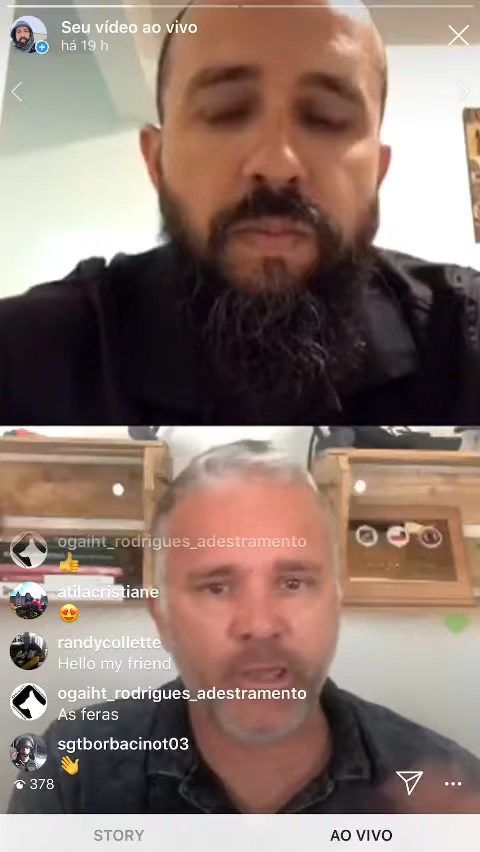 Seu vídeo ao vivo
há 19 h
ogaiht_rodrigues_adestramento
👍
atilacristiane
😍
randycollette
Hello my friend
ogaiht_rodrigues_adestramento
As feras
sgtborbacinot03
👋
378
STORY
AO VIVO